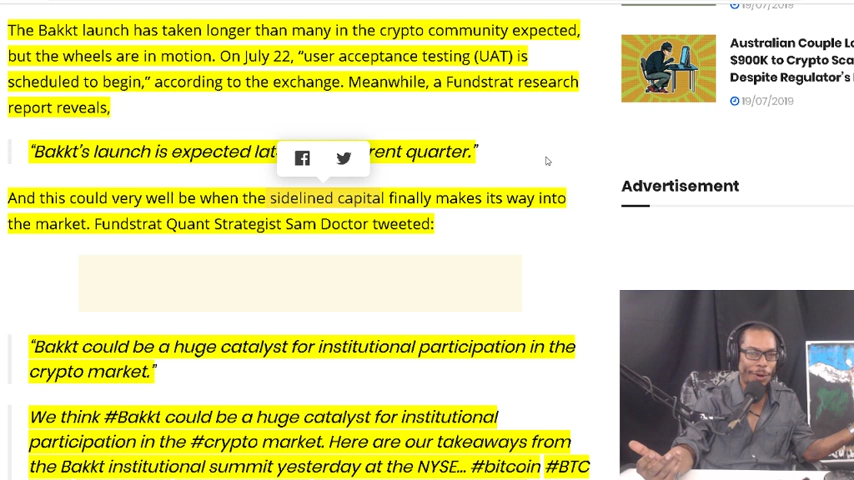 The Bakkt launch has taken longer than many in the crypto community expected,
but the wheels are in motion. On July 22, “user acceptance testing (UAT) is
scheduled to begin,” according to the exchange. Meanwhile, a Fundstrat research
report reveals,
“Bakkt’s launch is expected quarter.”
And this could very well be when the sidelined capital finally makes its way into
the market. Fundstrat Quant Strategist Sam Doctor tweeted:
“Bakkt could be a huge catalyst for institutional participation in the
crypto market.”
We think #Bakkt could be a huge catalyst for institutional
participation in the #crypto market. Here are our takeaways from
the Bakkt institutional summit yesterday at the NYSE... #bitcoin #BTC
19/07/2019
Australian Couple
$900K to Crypto
Despite Regulator’s
19/07/2019
Advertisement